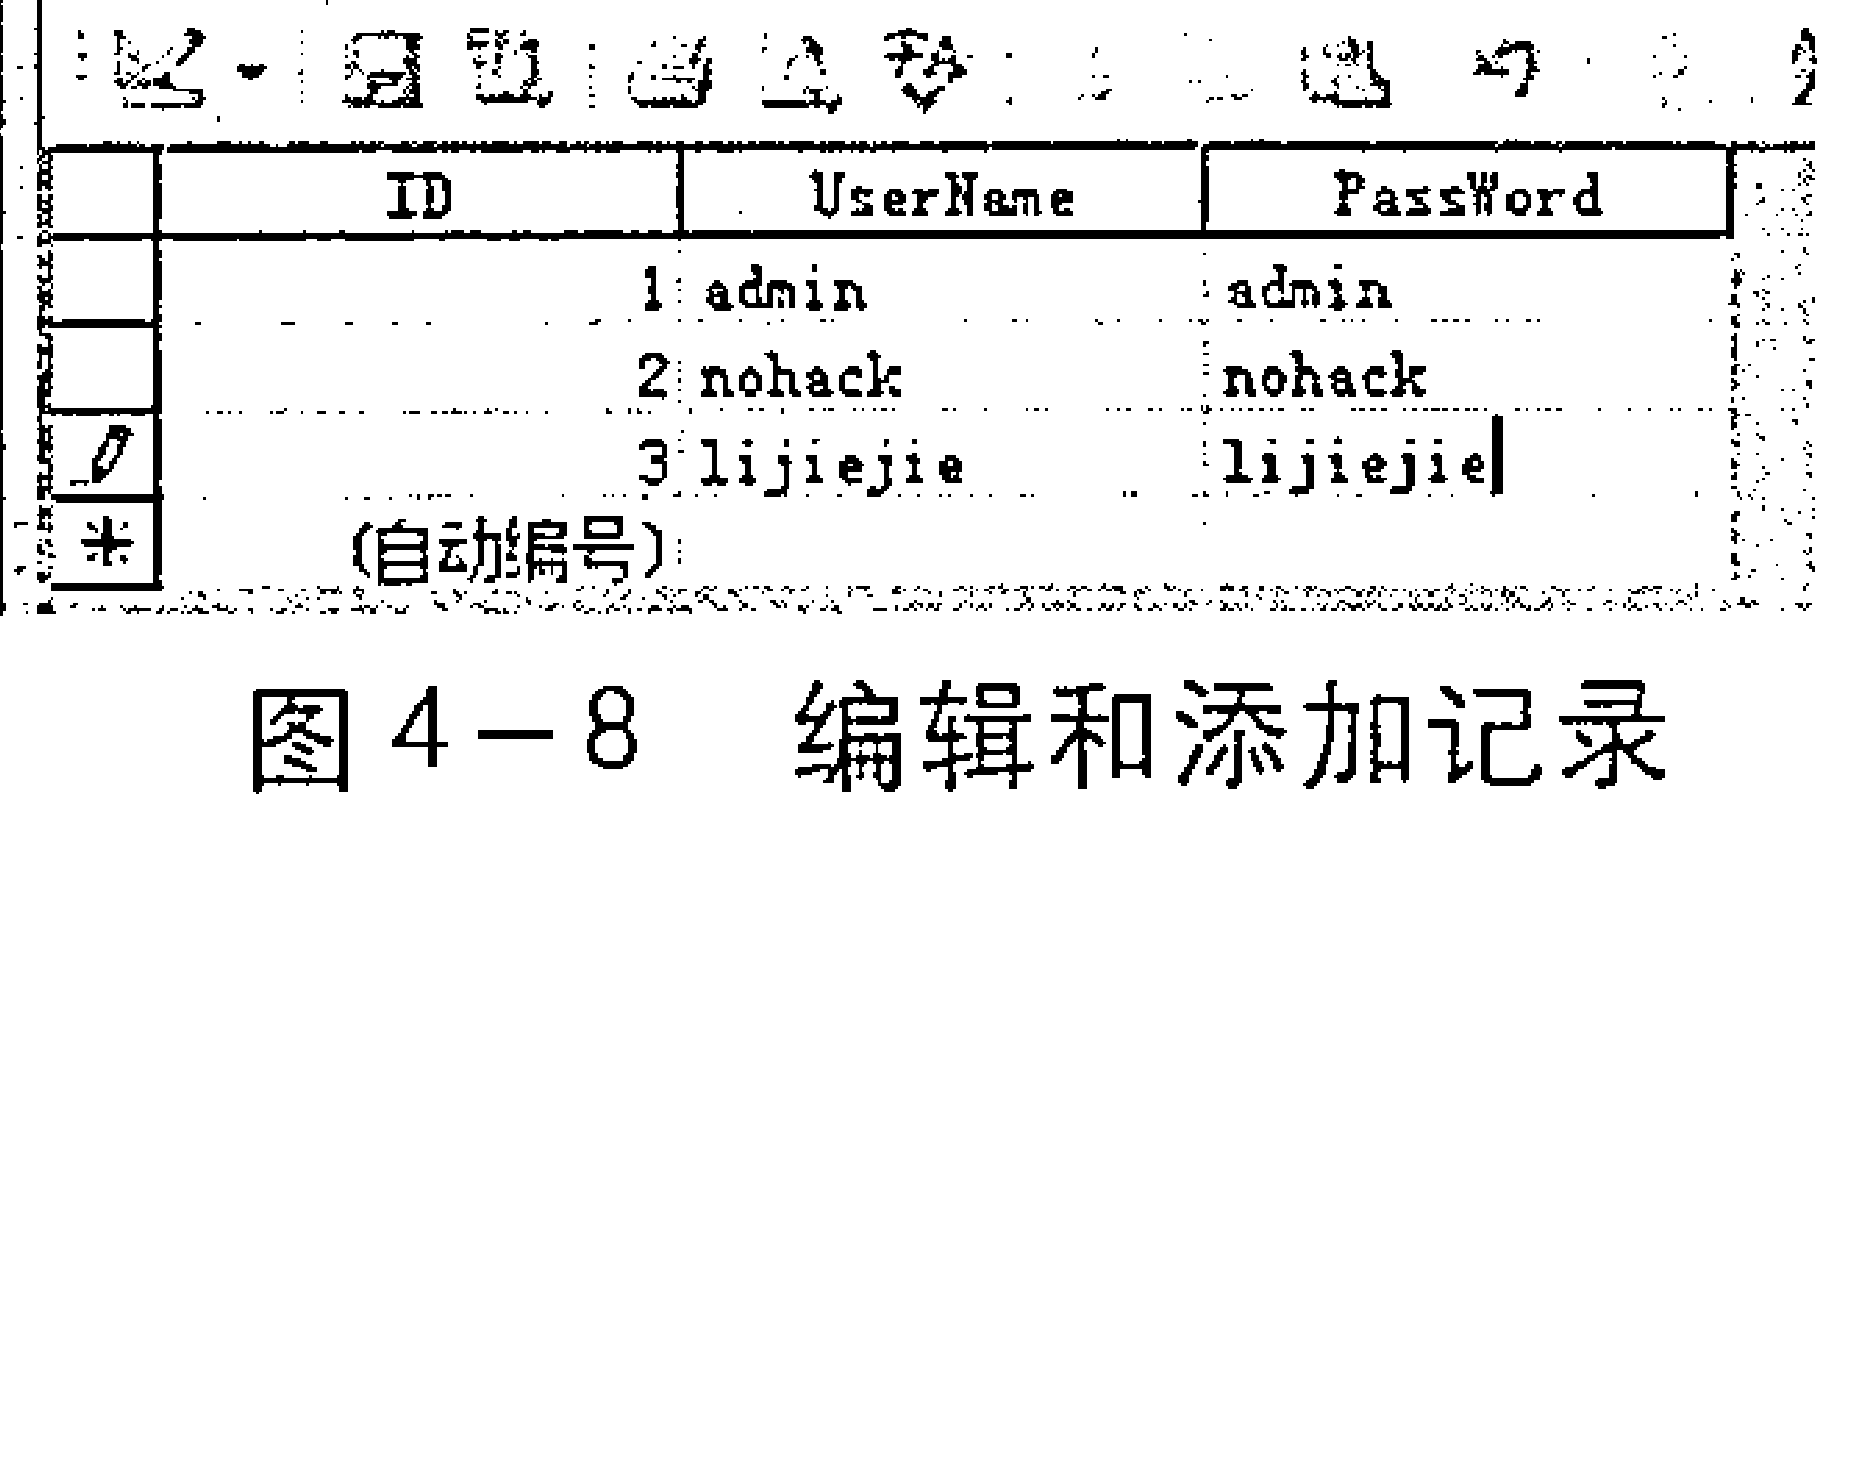 ID UserName PassWord
1 admin admin
2 nohack nohack
3 lijiejie lijiejie
(自动编号)
图4-8 编辑和添加记录